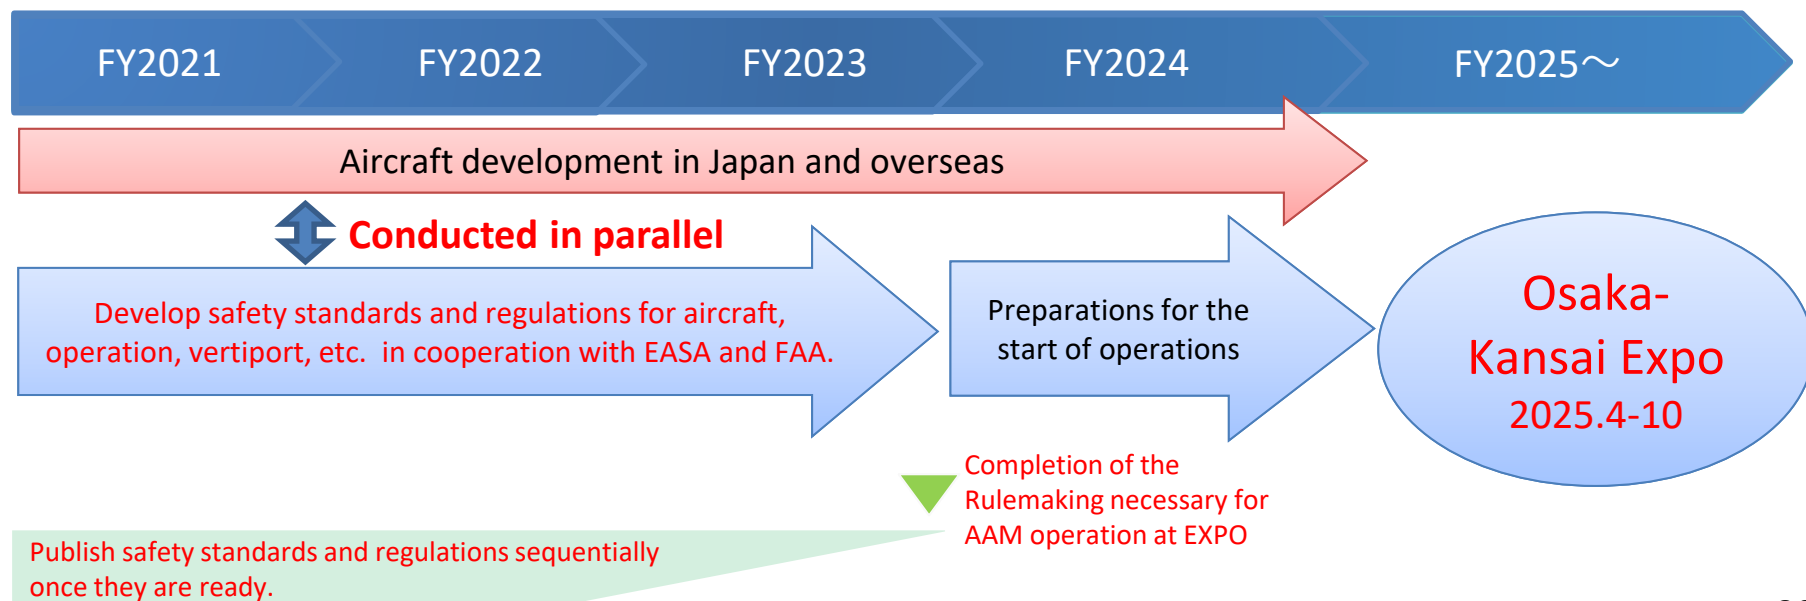 FY2021
FY2022
FY2023
FY2024
FY2025～
Aircraft development in Japan and overseas
Conducted in parallel
Develop safety standards and regulations for aircraft,
operation, vertiport, etc.  in cooperation with EASA and FAA.
Preparations for the
start of operations
Osaka-
Kansai Expo
2025.4-10
Completion of the
Rulemaking necessary for
AAM operation at EXPO
Publish safety standards and regulations sequentially
once they are ready.